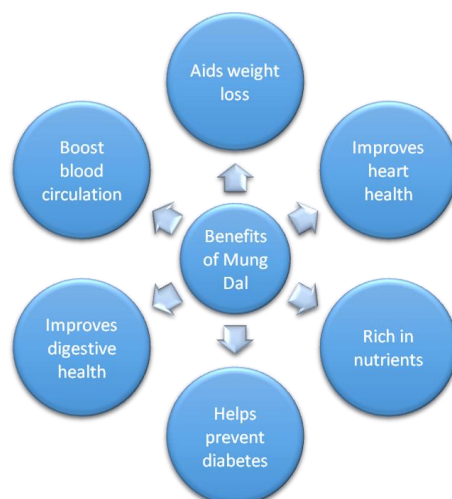 Aids weight
loss
Improves
heart
health
Rich in
nutrients
Helps
prevent
diabetes
Improves
digestive
health
Boost
blood
circulation
Benefits
of Mung
Dal